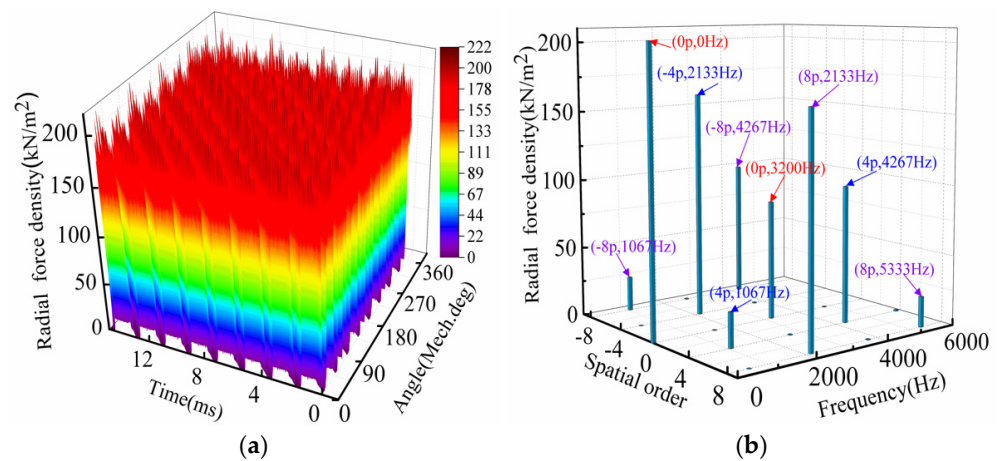 Radial force density(kN/m²)
200
150
100
50
0
12
8
4
0
Time(ms)
0
90
180
270
360
Angle(Mech.deg)
222
200
178
155
133
111
89
67
44
22
0
(a)
Radial force density(kN/m²)
200
150
100
50
0
(0p,0Hz)
(-4p,2133Hz)
(8p,2133Hz)
(-8p,4267Hz)
(0p,3200Hz)
(4p,4267Hz)
(-8p,1067Hz)
(4p,1067Hz)
(8p,5333Hz)
-8
-4
0
4
8
Spatial order
0
2000
4000
6000
Frequency(Hz)
(b)